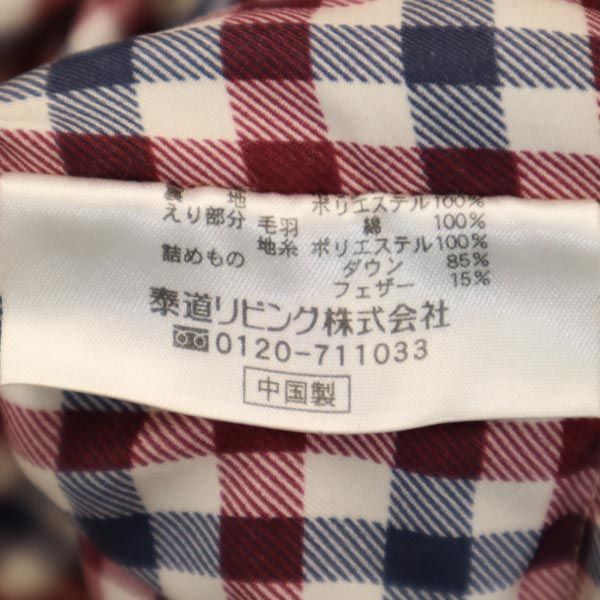 裏地 ポリエステル100%
えり部分 毛羽 綿 100%
地糸 ポリエステル100%
詰めもの ダウン 85%
フェザー 15%
泰道リビング株式会社
0120-711033
中国製